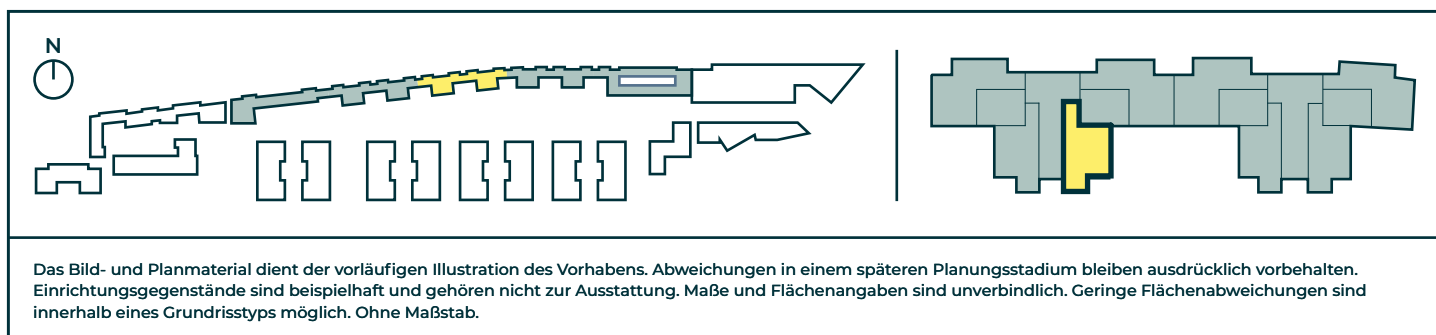 N
Das Bild- und Planmaterial dient der vorläufigen Illustration des Vorhabens. Abweichungen in einem späteren Planungsstadium bleiben ausdrücklich vorbehalten.
Einrichtungsgegenstände sind beispielhaft und gehören nicht zur Ausstattung. Maße und Flächenangaben sind unverbindlich. Geringe Flächenabweichungen sind
innerhalb eines Grundrisstyps möglich. Ohne Maßstab.